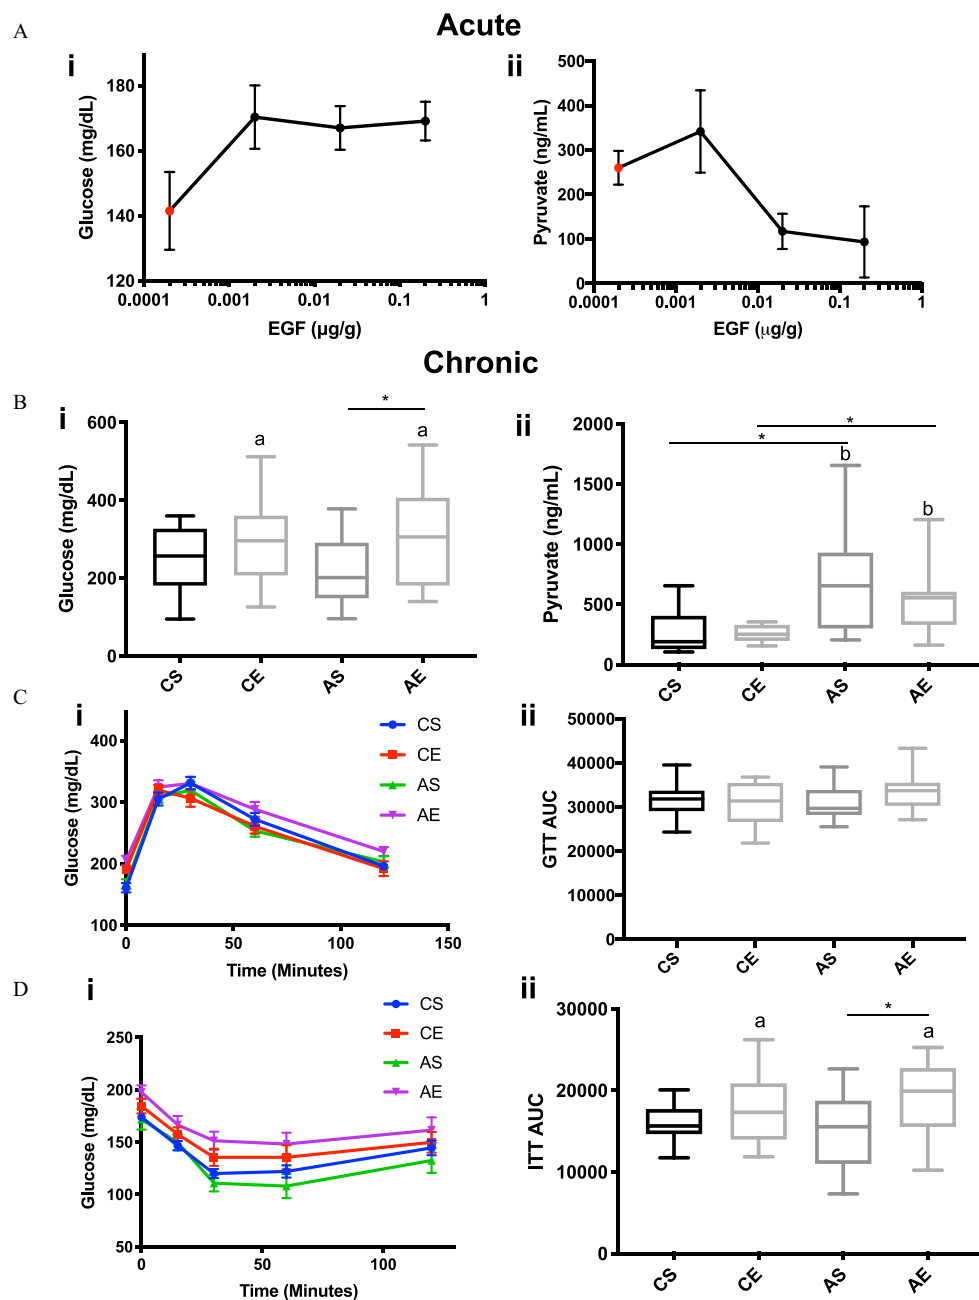 A
Acute
i
Glucose (mg/dL)
180
160
140
120
0.0001
0.001
0.01
0.1
1
EGF (µg/g)
ii
Pyruvate (ng/mL)
500
400
300
200
100
0
0.0001
0.001
0.01
0.1
1
EGF (µg/g)
Chronic
B
i
Glucose (mg/dL)
600
400
200
0
a
*
a
CS
CE
AS
AE
ii
Pyruvate (ng/mL)
2000
1500
1000
500
0
*
*
b
b
CS
CE
AS
AE
C
i
Glucose (mg/dL)
400
300
200
100
0
50
100
150
Time (Minutes)
CS
CE
AS
AE
ii
GTT AUC
50000
40000
30000
20000
10000
0
CS
CE
AS
AE
D
i
Glucose (mg/dL)
250
200
150
100
50
0
50
100
Time (Minutes)
CS
CE
AS
AE
ii
ITT AUC
30000
20000
10000
0
a
*
a
CS
CE
AS
AE